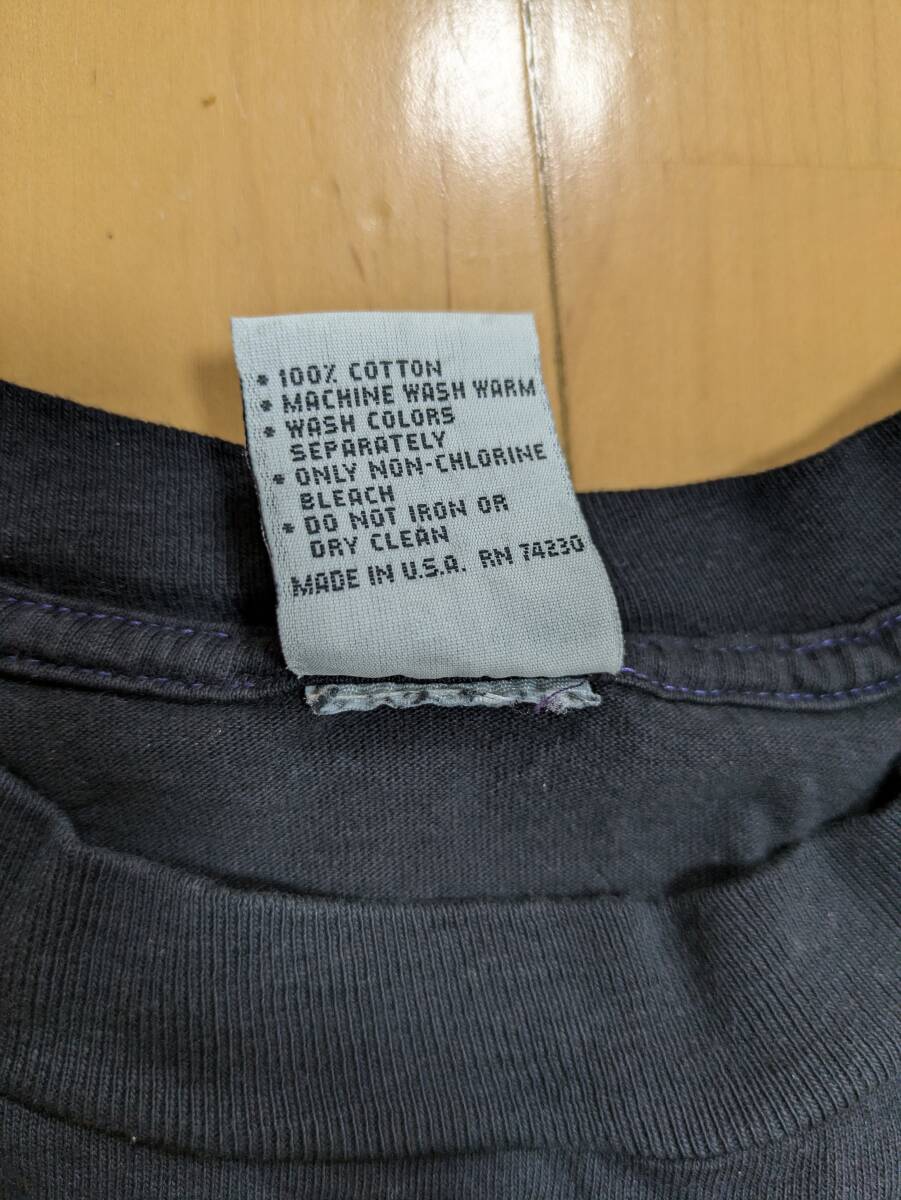 * 100% COTTON
* MACHINE WASH WARM
* WASH COLORS
SEPARATELY
* ONLY NON-CHLORINE
BLEACH
* DO NOT IRON OR
DRY CLEAN
MADE IN U.S.A. RN 74230